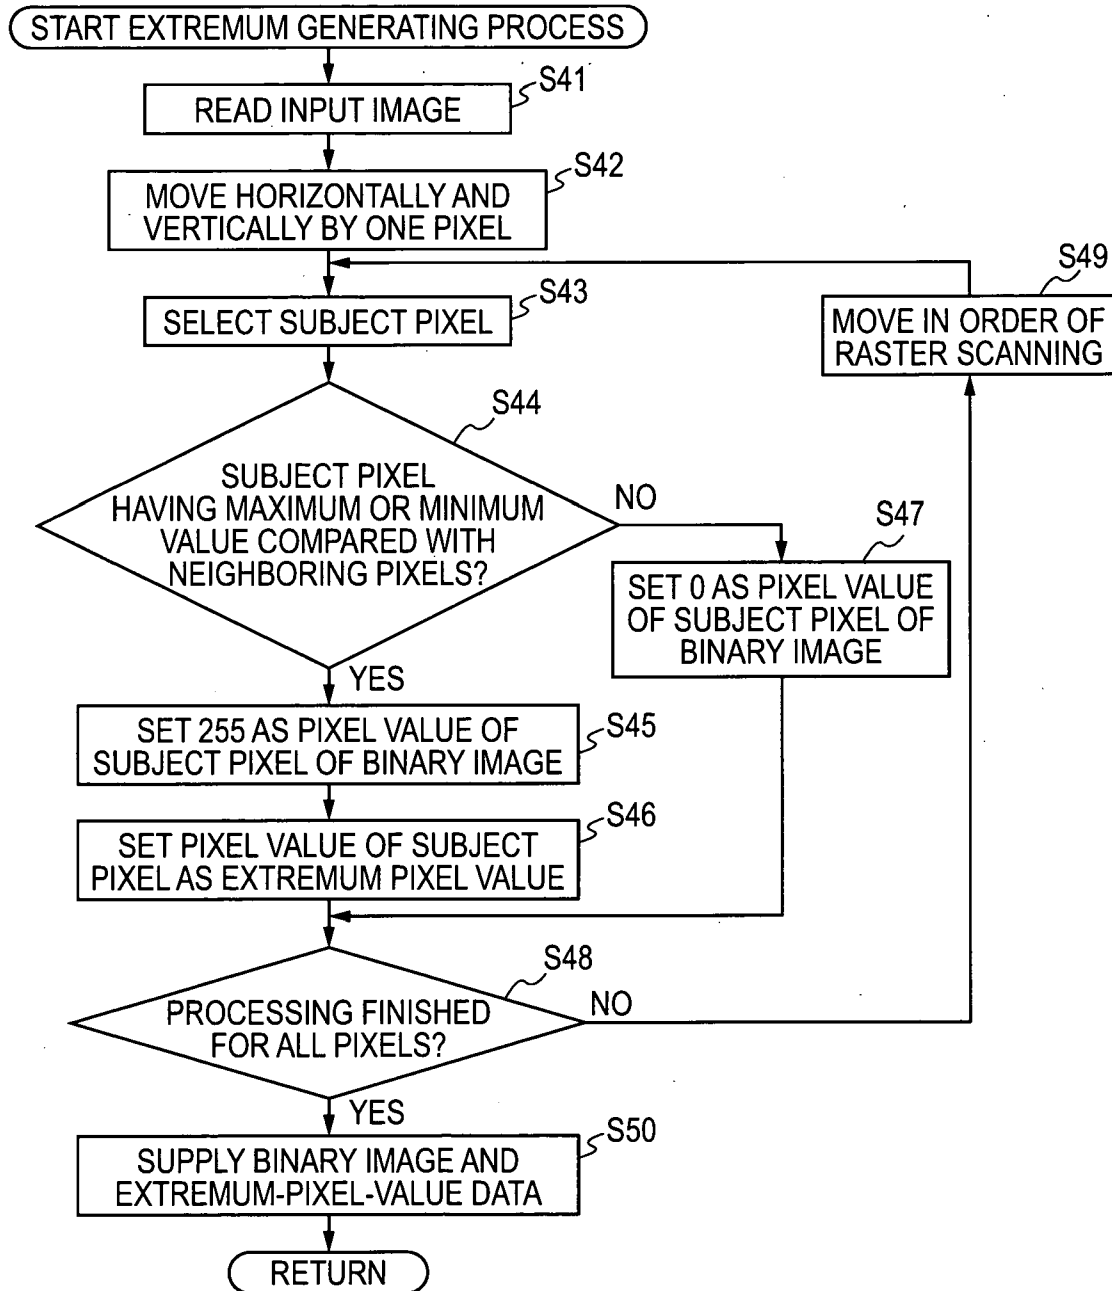 START EXTREMUM GENERATING PROCESS
S41
READ INPUT IMAGE
S42
MOVE HORIZONTALLY AND
VERTICALLY BY ONE PIXEL
S43
SELECT SUBJECT PIXEL
S49
MOVE IN ORDER OF
RASTER SCANNING
S44
SUBJECT PIXEL
HAVING MAXIMUM OR MINIMUM
VALUE COMPARED WITH
NEIGHBORING PIXELS?
NO
S47
SET 0 AS PIXEL VALUE
OF SUBJECT PIXEL OF
BINARY IMAGE
YES
S45
SET 255 AS PIXEL VALUE OF
SUBJECT PIXEL OF BINARY IMAGE
S46
SET PIXEL VALUE OF SUBJECT
PIXEL AS EXTREMUM PIXEL VALUE
S48
PROCESSING FINISHED
FOR ALL PIXELS?
NO
YES
S50
SUPPLY BINARY IMAGE AND
EXTREMUM-PIXEL-VALUE DATA
RETURN